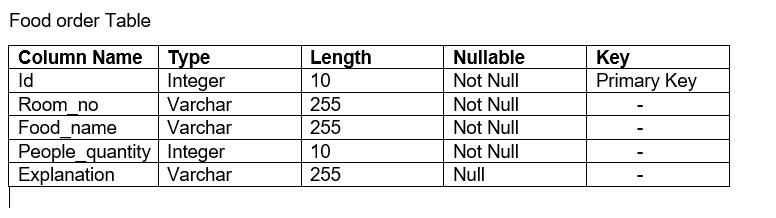 Food order Table
Column Name Type Length Nullable Key
Id Integer 10 Not Null Primary Key
Room_no Varchar 255 Not Null -
Food_name Varchar 255 Not Null -
People_quantity Integer 10 Not Null -
Explanation Varchar 255 Null -